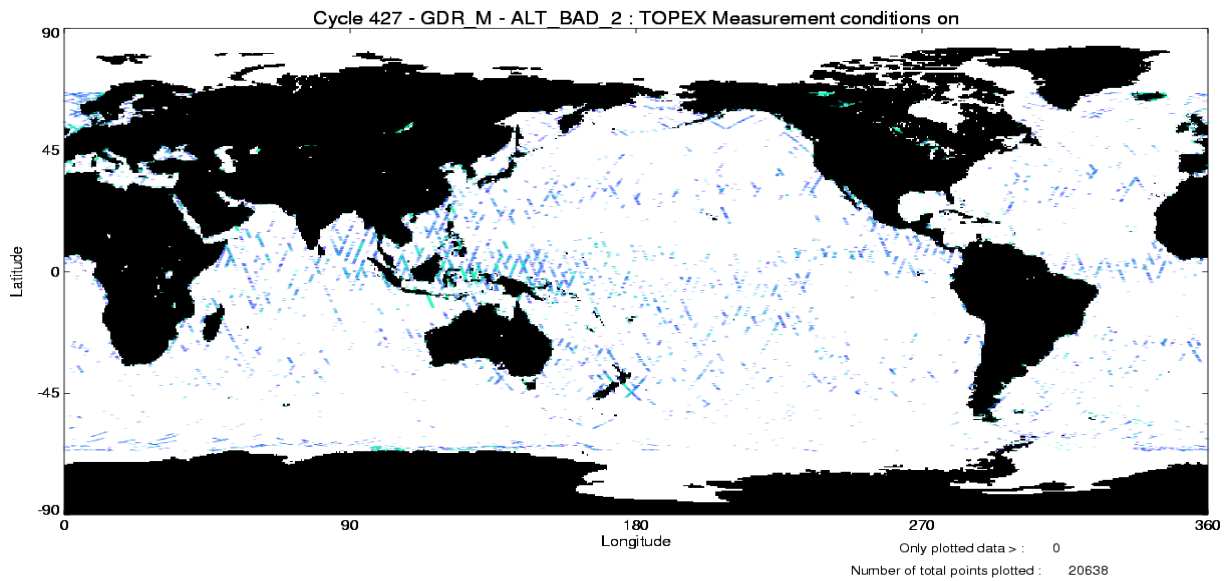 Cycle 427 - GDR_M - ALT_BAD_2 : TOPEX Measurement conditions on
90
45
0
-45
-90
Latitude
0 90 180 270 360
Longitude
Only plotted data > : 0
Number of total points plotted : 20638